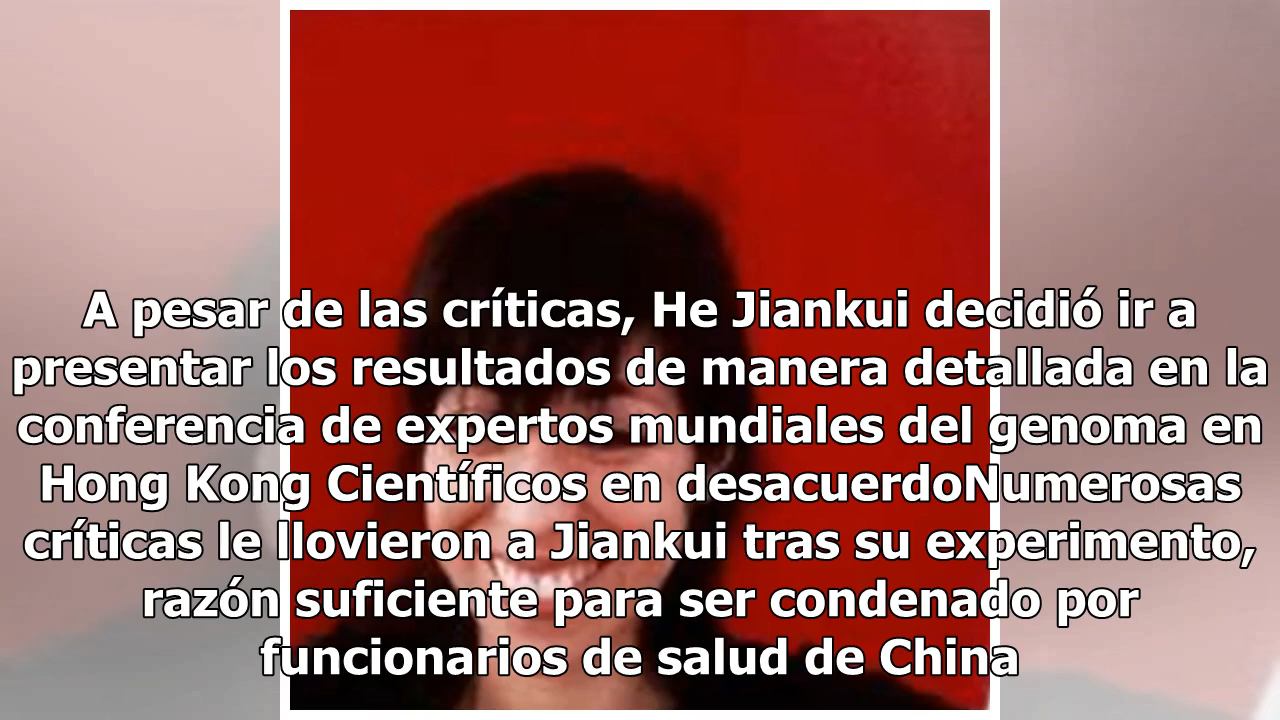 A pesar de las críticas, He Jiankui decidió ir a
presentar los resultados de manera detallada en la
conferencia de expertos mundiales del genoma en
Hong Kong Científicos en desacuerdoNumerosas
críticas le llovieron a Jiankui tras su experimento,
razón suficiente para ser condenado por
funcionarios de salud de China